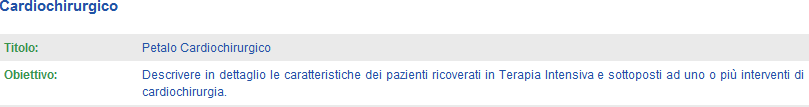 Cardiochirurgico
Titolo: Petalo Cardiochirurgico
Obiettivo: Descrivere in dettaglio le caratteristiche dei pazienti ricoverati in Terapia Intensiva e sottoposti ad uno o più interventi di
cardiochirurgia.